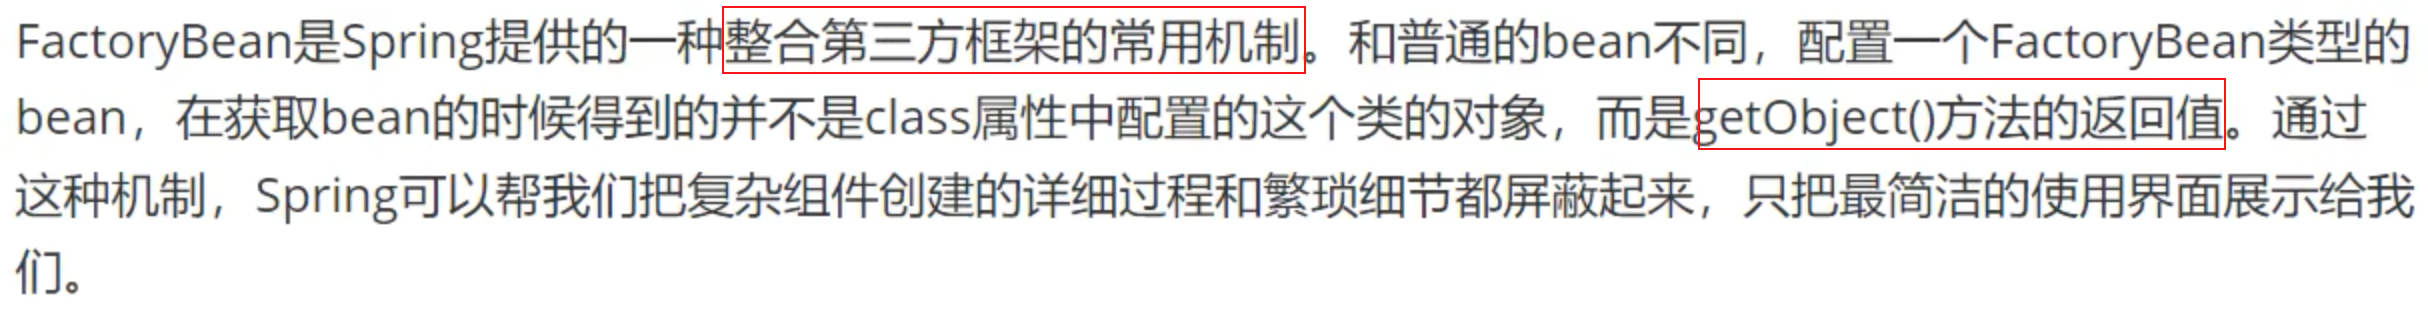 FactoryBean是Spring提供的一种整合第三方框架的常用机制。和普通的bean不同，配置一个FactoryBean类型的
bean，在获取bean的时候得到的并不是class属性中配置的这个类的对象，而是getObject()方法的返回值。通过
这种机制，Spring可以帮我们把复杂组件创建的详细过程和繁琐细节都屏蔽起来，只把最简洁的使用界面展示给我
们。